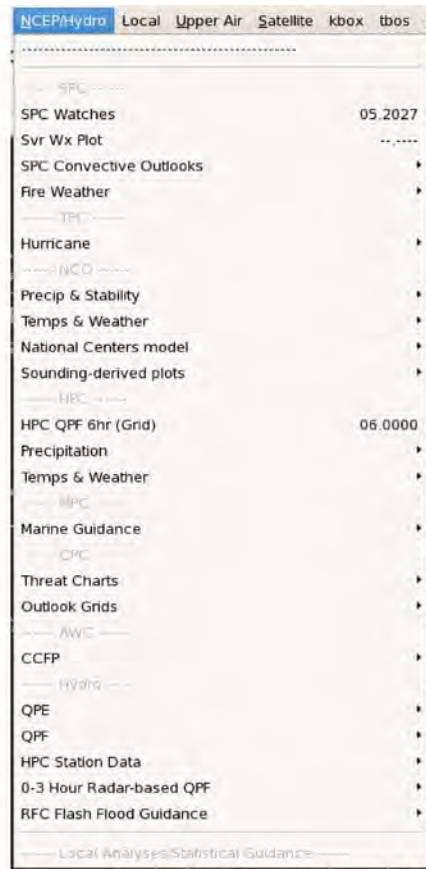 NCEP/Hydro Local Upper Air Satellite kbox tbos
------ SPC ------
SPC Watches 05.2027
Svr Wx Plot --.----
SPC Convective Outlooks
Fire Weather
------ TPC ------
Hurricane
------ NCO ------
Precip & Stability
Temps & Weather
National Centers model
Sounding-derived plots
------ HPC ------
HPC QPF 6hr (Grid) 06.0000
Precipitation
Temps & Weather
------ MPC ------
Marine Guidance
------ CPC ------
Threat Charts
Outlook Grids
------ AWC ------
CCFP
------ Hydro ------
QPE
QPF
HPC Station Data
0-3 Hour Radar-based QPF
RFC Flash Flood Guidance
------ Local Analyses/Statistical Guidance ------